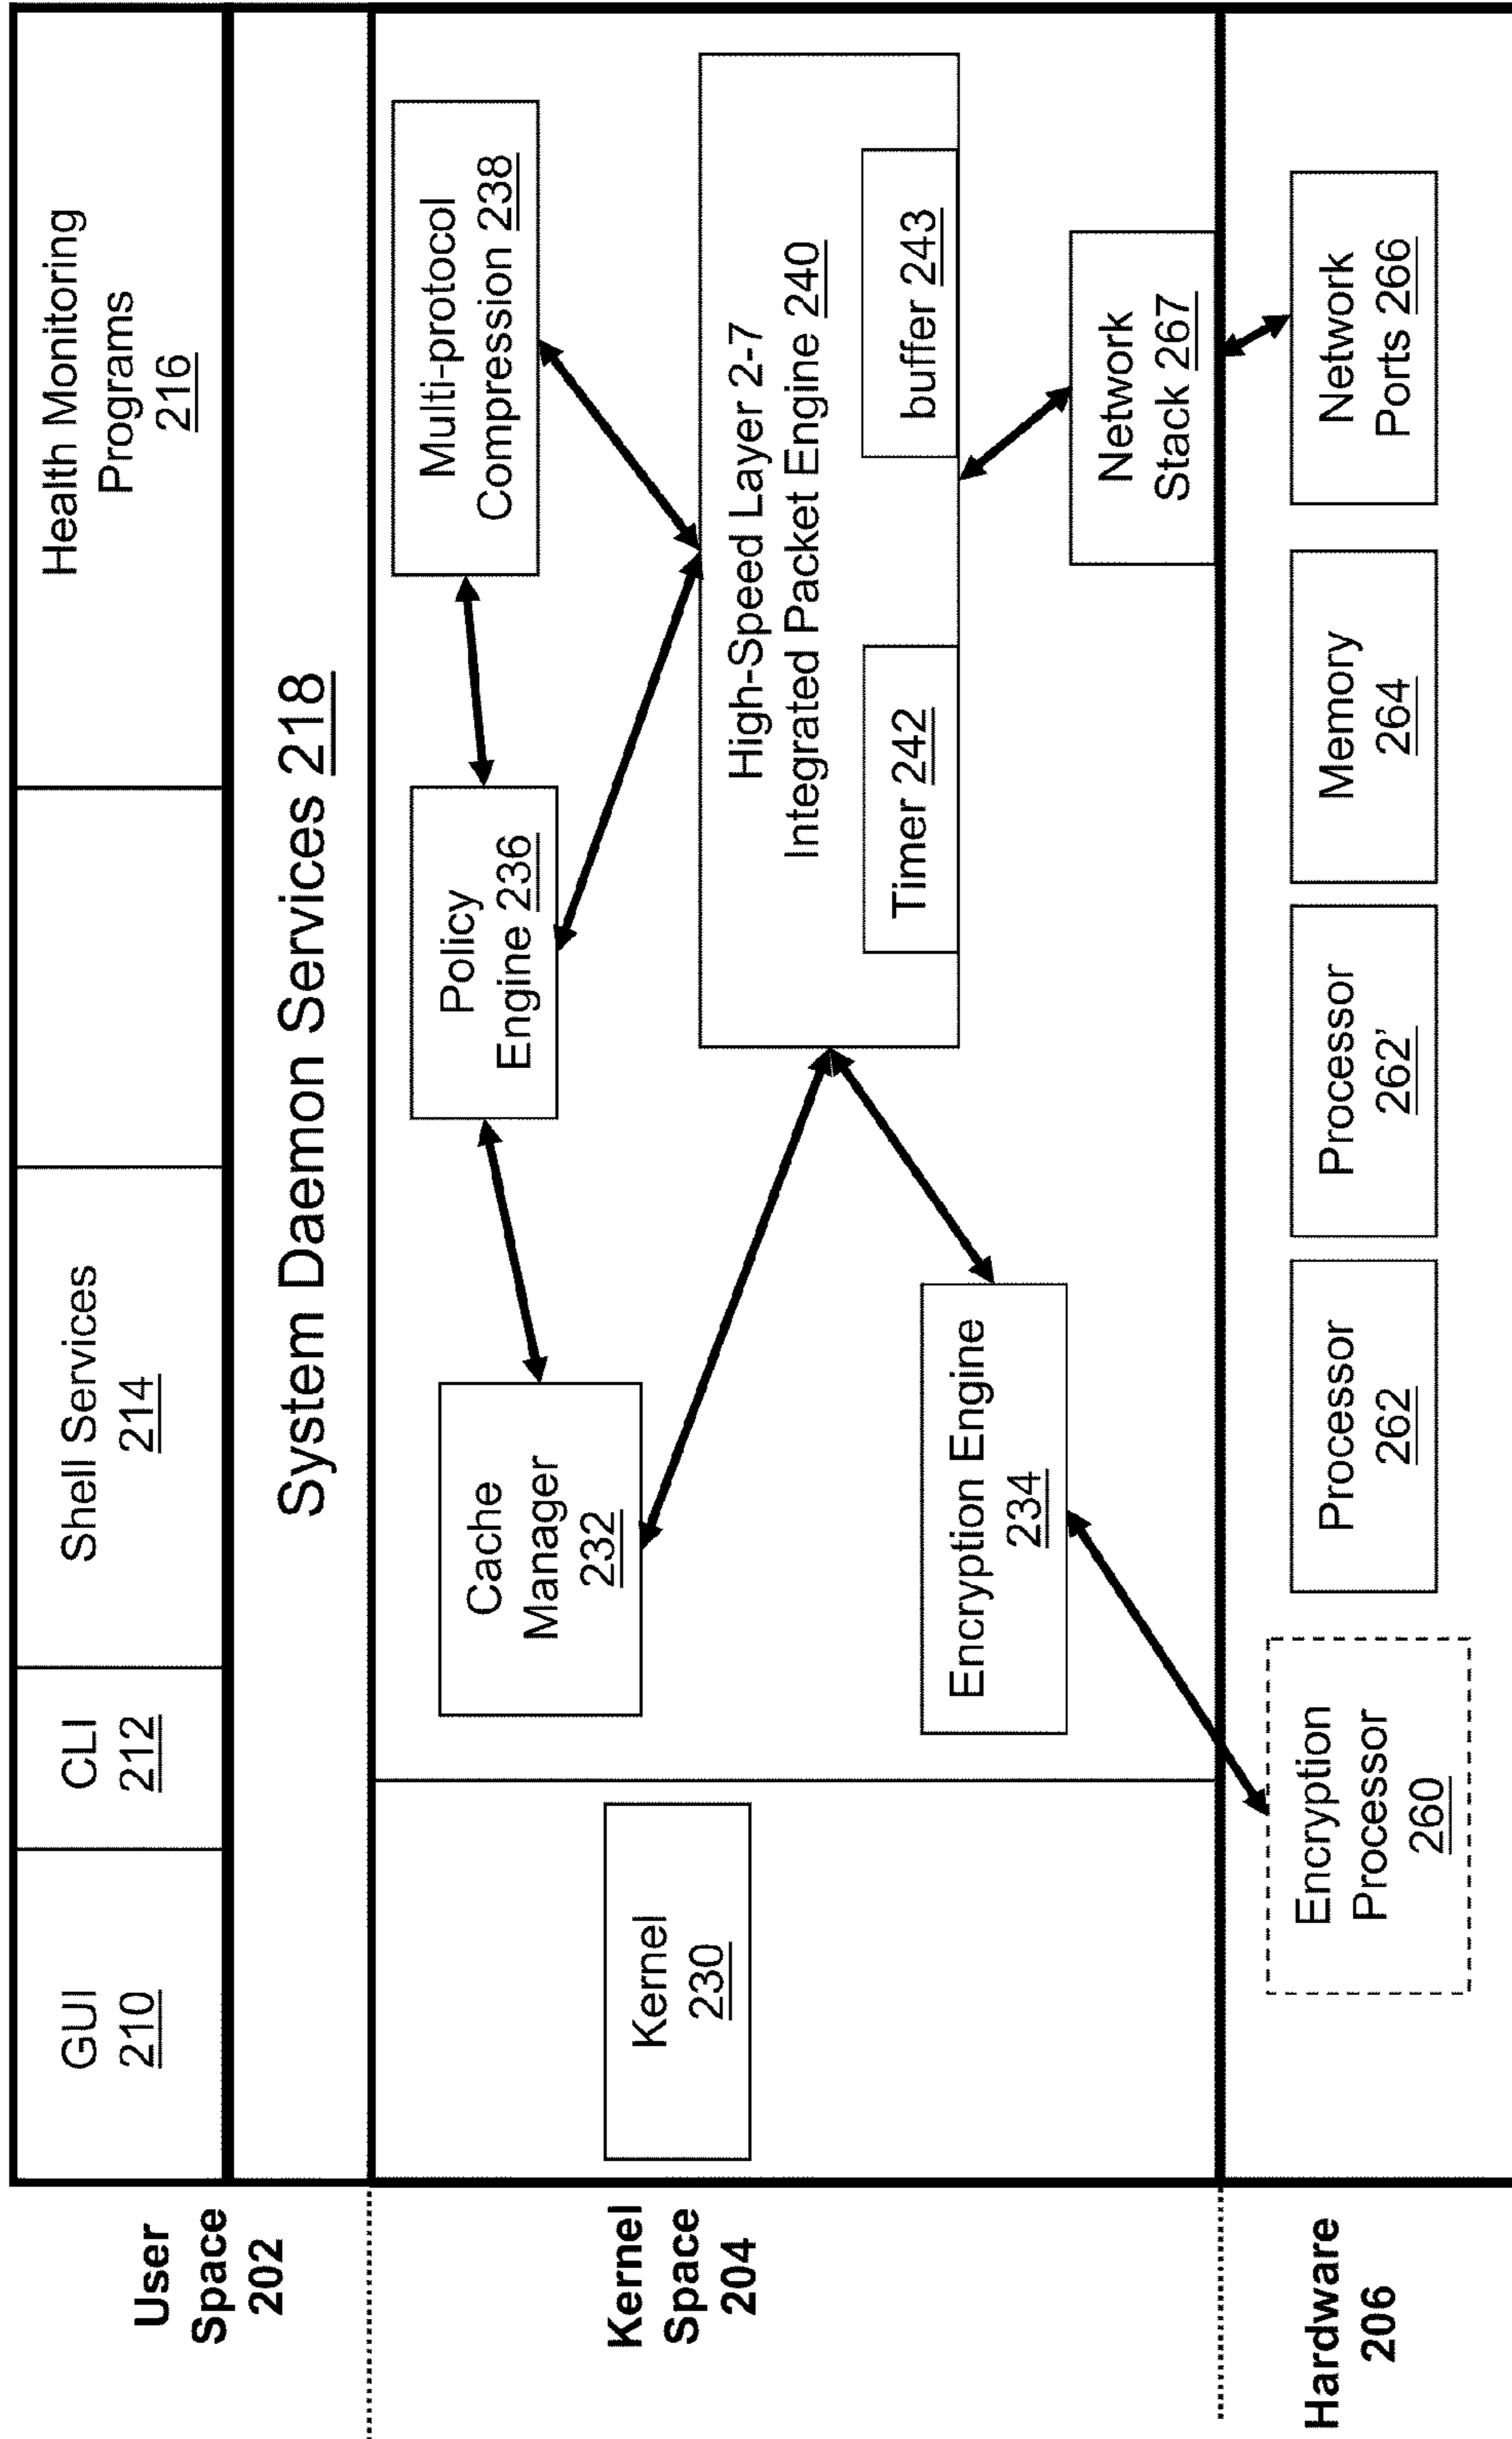 User
Space
202
GUI
210
CLI
212
Shell Services
214
Health Monitoring
Programs
216
System Daemon Services 218
Kernel
Space
204
Kernel
230
Cache
Manager
232
Policy
Engine 236
Multi-protocol
Compression 238
High-Speed Layer 2-7
Integrated Packet Engine 240
Timer 242
buffer 243
Encryption Engine
234
Network
Stack 267
Hardware
206
Encryption
Processor
260
Processor
262
Processor
262'
Memory
264
Network
Ports 266